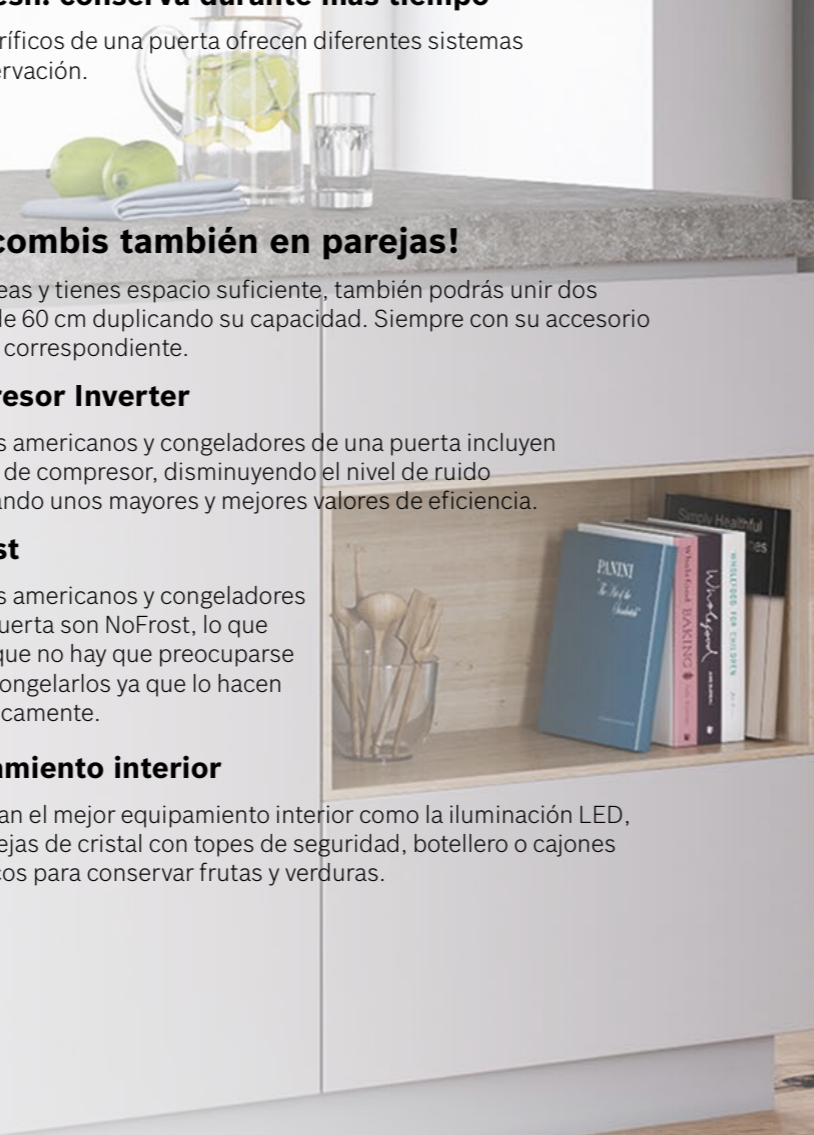 esh: conserva durante más tiempo
ríficos de una puerta ofrecen diferentes sistemas
ervación.
combis también en parejas!
eas y tienes espacio suficiente, también podrás unir dos
de 60 cm duplicando su capacidad. Siempre con su accesorio
correspondiente.
resor Inverter
s americanos y congeladores de una puerta incluyen
de compresor, disminuyendo el nivel de ruido
ando unos mayores y mejores valores de eficiencia.
st
s americanos y congeladores
uerta son NoFrost, lo que
que no hay que preocuparse
ongelarlos ya que lo hacen
icamente.
amiento interior
an el mejor equipamiento interior como la iluminación LED,
ejas de cristal con topes de seguridad, botellero o cajones
cos para conservar frutas y verduras.
Simply Healthful
nes
PANINI
Wholefood BAKING
Wholefood
WHOLEFOOD FOR CHILDREN